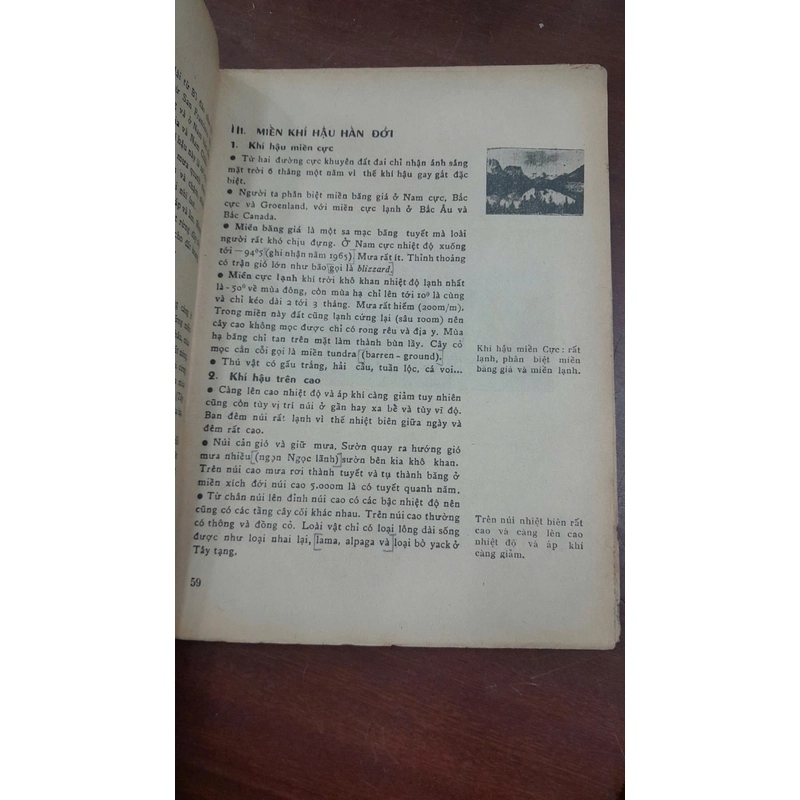 III. MIỀN KHÍ HẬU HÀN ĐỚI
1. Khí hậu miền cực
● Từ hai đường cực khuyên đất đai chỉ nhận ánh sáng
mặt trời 6 tháng một năm vì thế khí hậu gay gắt đặc
biệt.
● Người ta phân biệt miền băng giá ở Nam cực, Bắc
cực và Groenland, với miền cực lạnh ở Bắc Âu và
Bắc Canada.
● Miền băng giá là một sa mạc băng tuyết mà loài
người rất khó chịu đựng. Ở Nam cực nhiệt độ xuống
tới — 94°5 (ghi nhận năm 1965). Mưa rất ít. Thỉnh thoảng
có trận gió lớn như bão gọi là blizzard.
● Miền cực lạnh khí trời khô khan nhiệt độ lạnh nhất
là - 50° về mùa đông, còn mùa hạ chỉ lên tới 10° là cùng
và chỉ kéo dài 2 tới 3 tháng. Mưa rất hiếm (200m/m).
Trong miền này đất cũng lạnh cứng lại (sâu 100m) nên
cây cao không mọc được chỉ có rong rêu và địa y. Mùa
hạ băng chỉ tan trên mặt làm thành bùn lầy. Cây cỏ
mọc cằn cỗi gọi là miền tundra (barren - ground).
● Thú vật có gấu trắng, hải cẩu, tuần lộc, cá voi...
2. Khí hậu trên cao
● Càng lên cao nhiệt độ và áp khí càng giảm tuy nhiên
cũng còn tùy vị trí núi ở gần hay xa bể và tùy vĩ độ.
Ban đêm núi rất lạnh vì thế nhiệt biên giữa ngày và
đêm rất cao.
● Núi cản gió và giữ mưa. Sườn quay ra hướng gió
mưa nhiều (ngọn Ngọc lãnh) sườn bên kia khô khan.
Trên núi cao mưa rơi thành tuyết và tụ thành băng ở
miền xích đới núi cao 5.000m là có tuyết quanh năm.
● Từ chân núi lên đỉnh núi có các bậc nhiệt độ nên
cũng có các tầng cây cối khác nhau. Trên núi cao thường
có thông và đồng cỏ. Loài vật chỉ có loại lông dài sống
được như loại nhai lại, lama, alpaga và loại bò yack ở
Tây tạng.
Khí hậu miền Cực : rất
lạnh, phân biệt miền
băng giá và miền lạnh.
Trên núi nhiệt biên rất
cao và càng lên cao
nhiệt độ và áp khí
càng giảm.
59